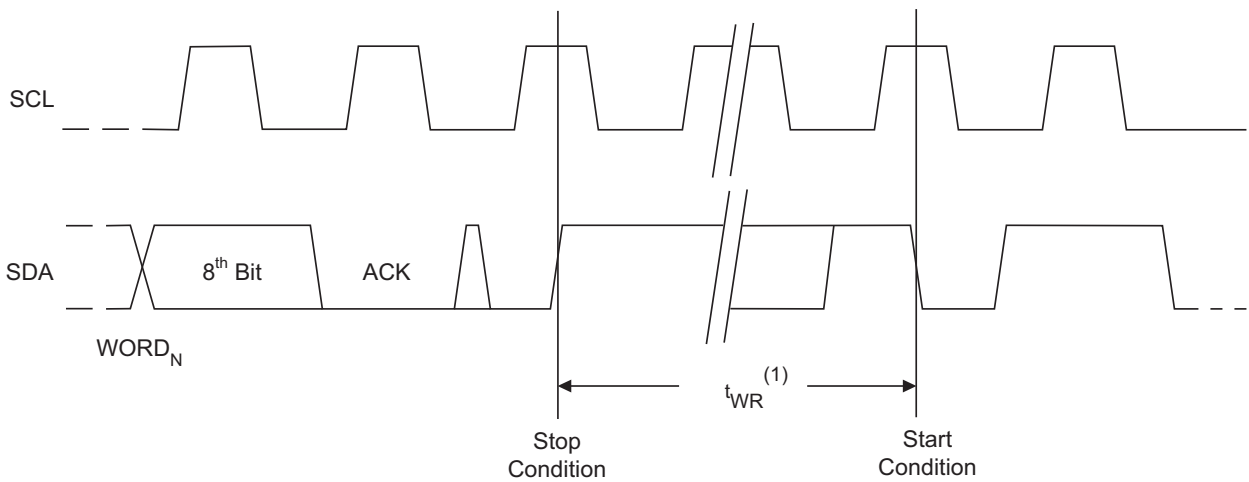 SCL
SDA
8th Bit
ACK
WORDN
tWR(1)
Stop
Condition
Start
Condition